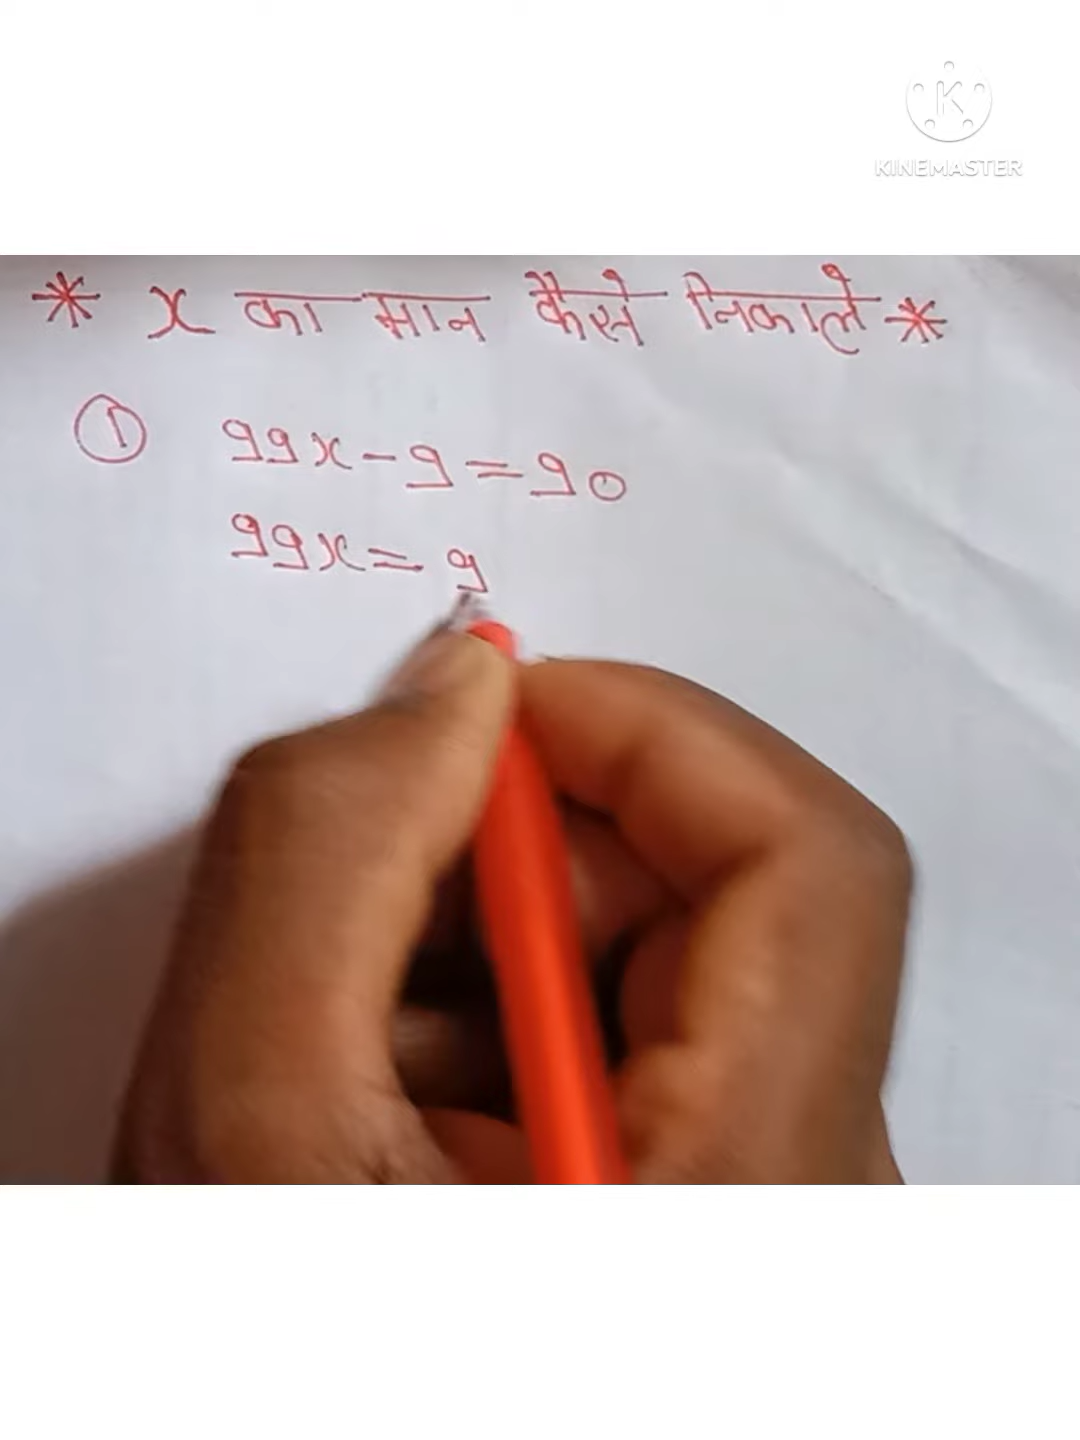 KINEMASTER
* x का मान कैसे निकाले *
① 99x - 9 = 90
99x = 9